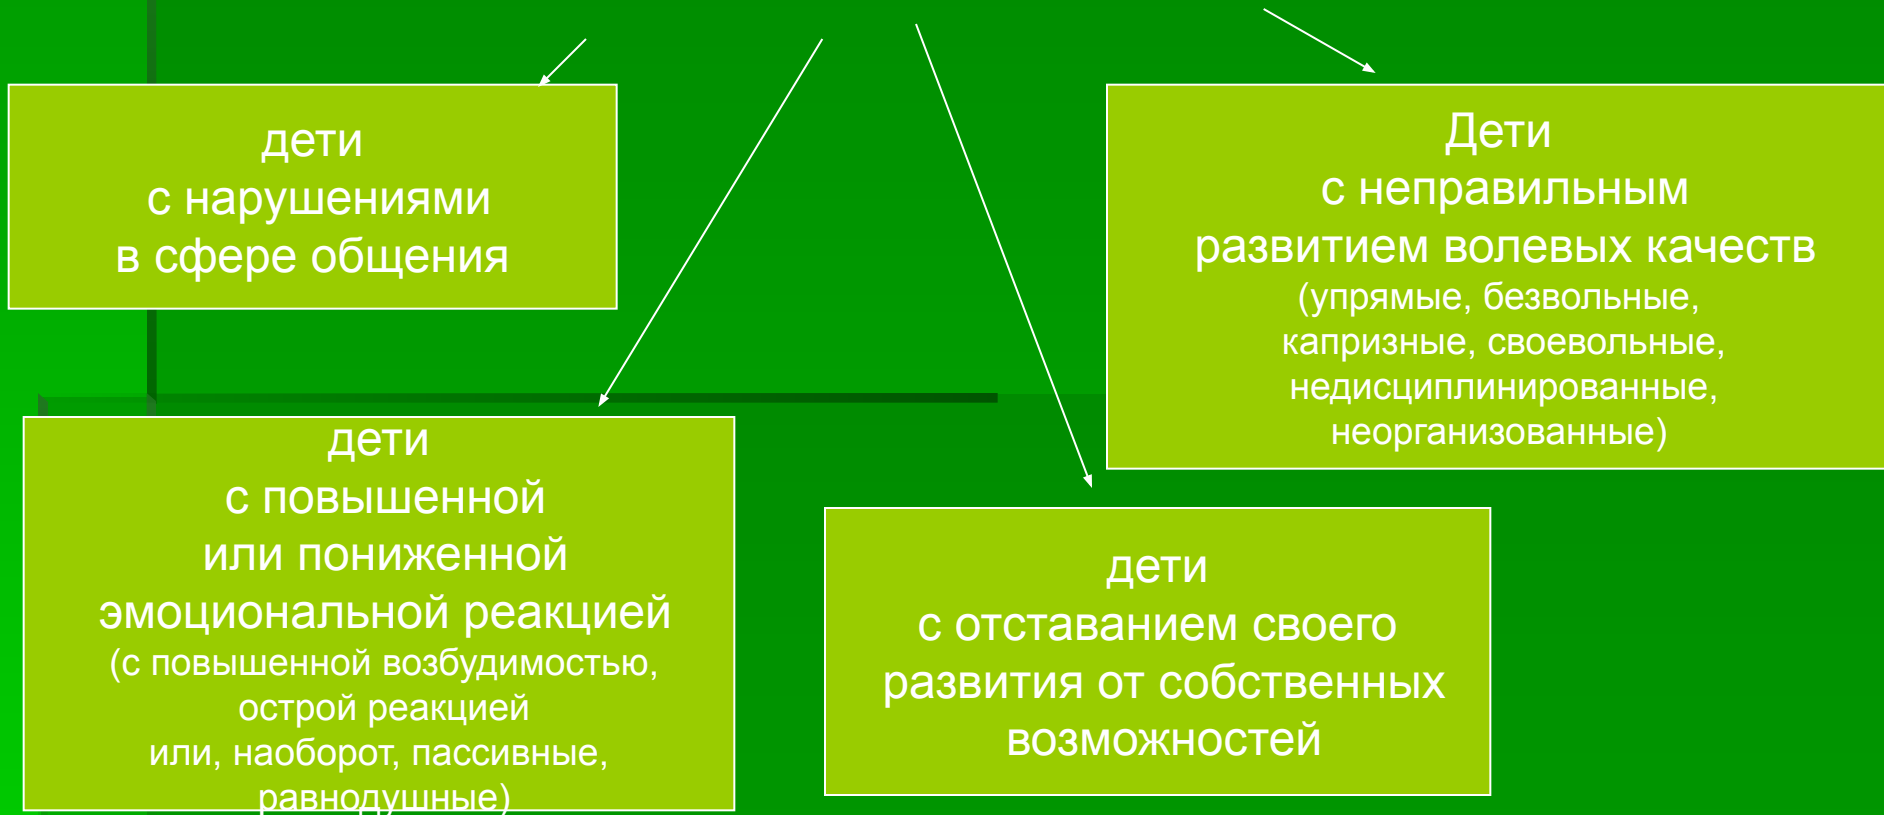 дети
с нарушениями
в сфере общения
Дети
с неправильным
развитием волевых качеств
(упрямые, безвольные,
капризные, своевольные,
недисциплинированные,
неорганизованные)
дети
с повышенной
или пониженной
эмоциональной реакцией
(с повышенной возбудимостью,
острой реакцией
или, наоборот, пассивные,
равнодушные)
дети
с отставанием своего
развития от собственных
возможностей